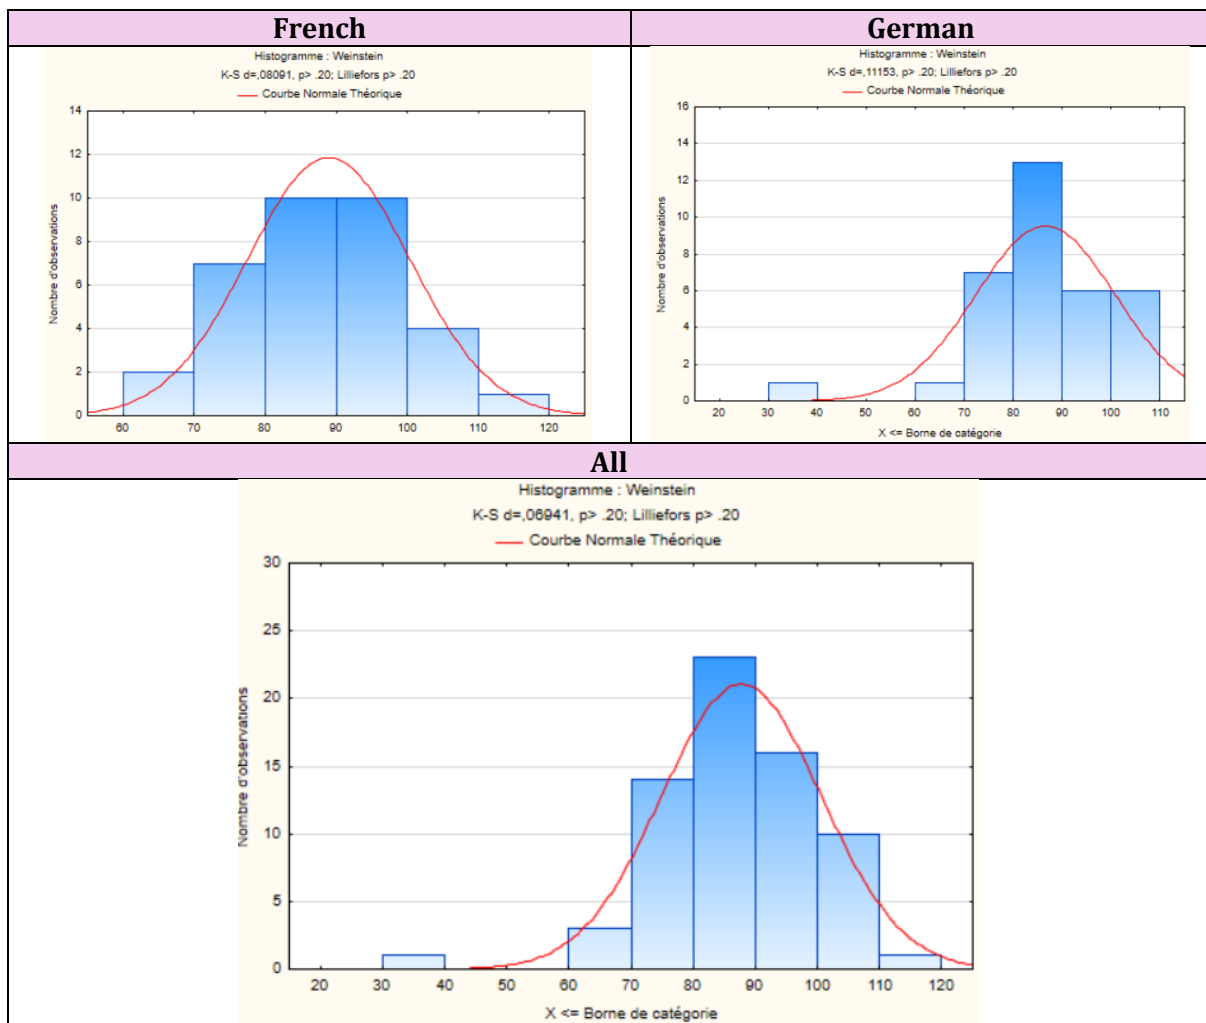 French
Histogramme : Weinstein
K-S d=,08091, p> .20; Lilliefors p> .20
Courbe Normale Théorique
14
12
10
8
6
4
2
0
Nombre d'observations
60 70 80 90 100 110 120
German
Histogramme : Weinstein
K-S d=,11153, p> .20; Lilliefors p> .20
Courbe Normale Théorique
16
14
12
10
8
6
4
2
0
Nombre d'observations
20 30 40 50 60 70 80 90 100 110
X <= Borne de catégorie
All
Histogramme : Weinstein
K-S d=,06941, p> .20; Lilliefors p> .20
Courbe Normale Théorique
30
25
20
15
10
5
0
Nombre d'observations
20 30 40 50 60 70 80 90 100 110 120
X <= Borne de catégorie